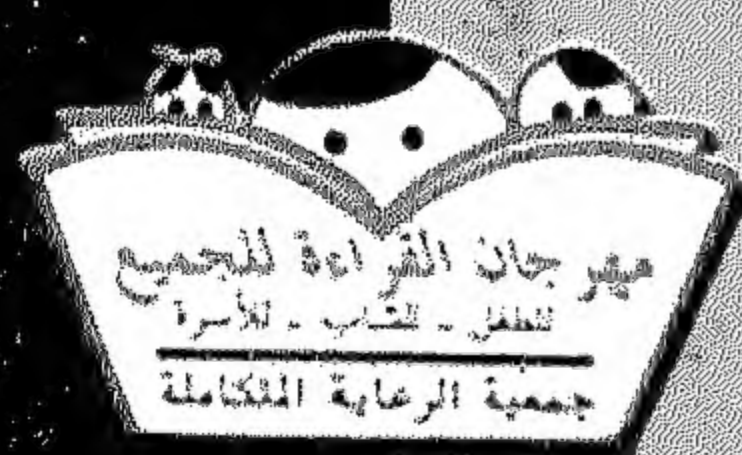 مهرجان القراءة للجميع
للطفل - للشاب - للأسرة
جمعية الرعاية المتكاملة